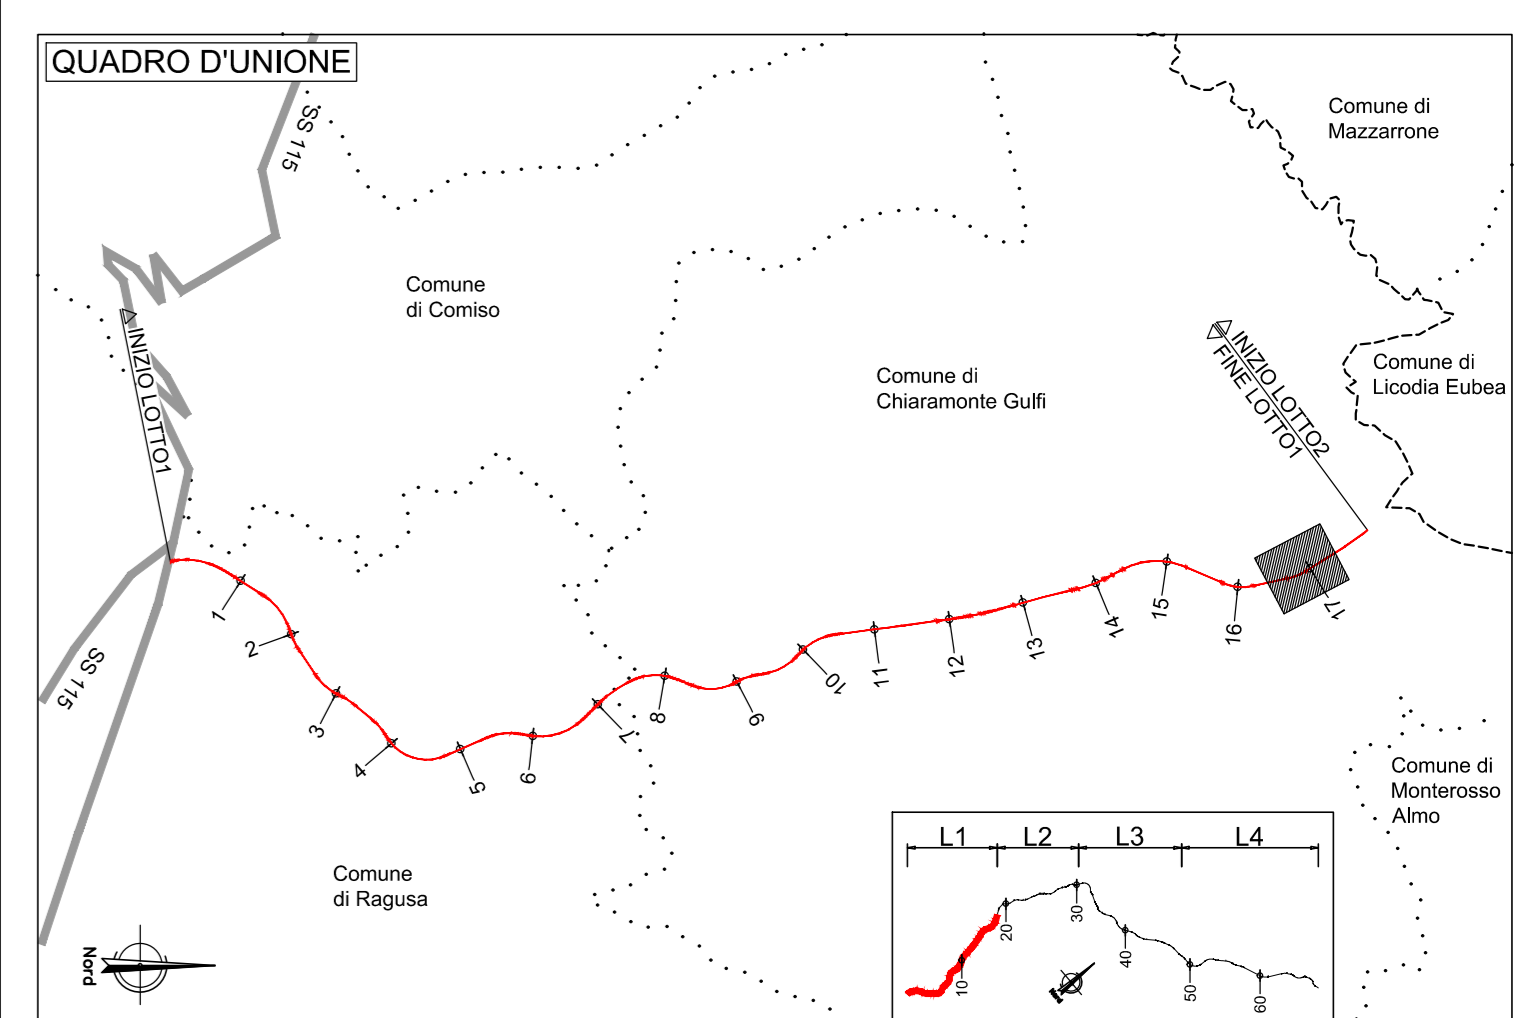 QUADRO D'UNIONE
SS 115
Comune di
Mazzarrone
Comune
di Comiso
INIZIO LOTTO1
Comune di
Chiaramonte Gulfi
INIZIO LOTTO2
FINE LOTTO1
Comune di
Licodia Eubea
1
2
3
4
5
6
7
8
9
10
11
12
13
14
15
16
17
SS 115
Comune
di Ragusa
Comune di
Monterosso
Almo
Nord
L1 L2 L3 L4
10
20
30
40
50
60